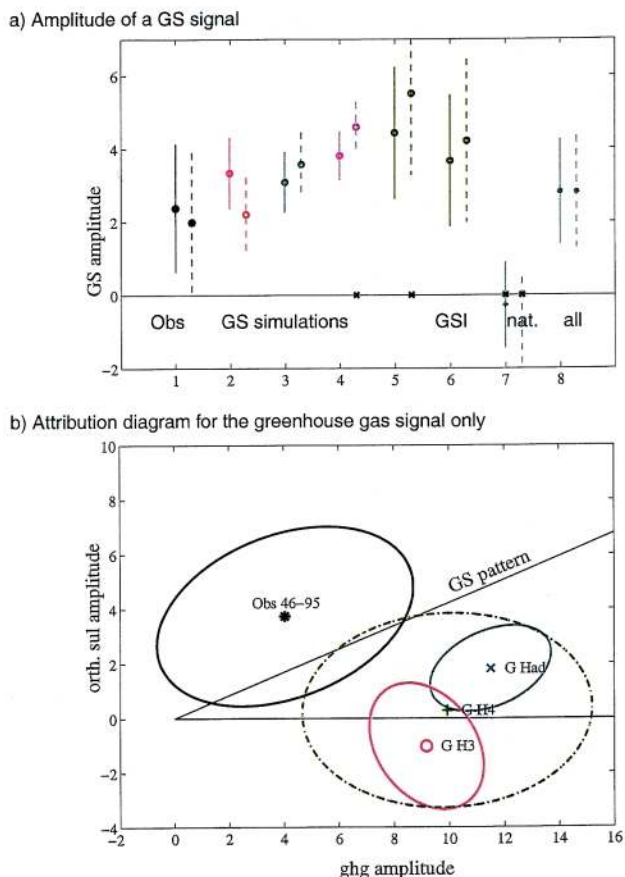 a) Amplitude of a GS signal
6
4
2
0
−2
GS amplitude
Obs GS simulations GSI nat. all
1 2 3 4 5 6 7 8
b) Attribution diagram for the greenhouse gas signal only
10
8
6
4
2
0
−2
−4
orth. sul amplitude
GS pattern
Obs 46–95
G Had
G H4
G H3
−2 0 2 4 6 8 10 12 14 16
ghg amplitude